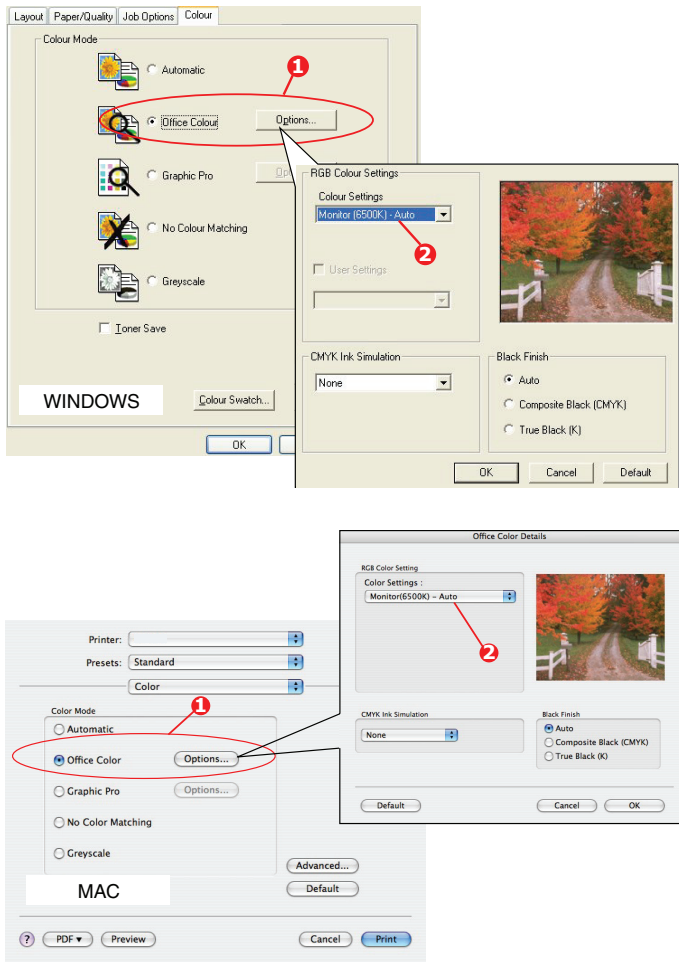 Layout Paper/Quality Job Options Colour
Colour Mode
Automatic
1
Office Colour Options...
Graphic Pro
No Colour Matching
Greyscale
Toner Save
WINDOWS
Colour Swatch...
OK
RGB Colour Settings
Colour Settings
Monitor (6500K) - Auto
2
User Settings
CMYK Ink Simulation
None
Black Finish
Auto
Composite Black (CMYK)
True Black (K)
OK Cancel Default
Office Color Details
RGB Color Setting
Color Settings :
Monitor(6500K) - Auto
2
CMYK Ink Simulation
None
Black Finish
Auto
Composite Black (CMYK)
True Black (K)
Default Cancel OK
Printer:
Presets: Standard
Color
1
Color Mode
Automatic
Office Color Options...
Graphic Pro Options...
No Color Matching
Greyscale
Advanced...
MAC
Default
? PDF ▾ Preview Cancel Print